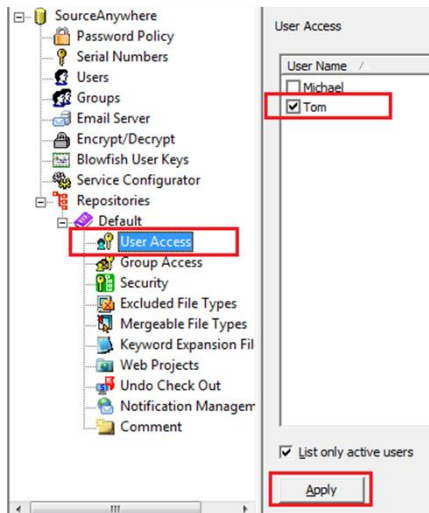 SourceAnywhere
Password Policy
Serial Numbers
Users
Groups
Email Server
Encrypt/Decrypt
Blowfish User Keys
Service Configurator
Repositories
Default
User Access
Group Access
Security
Excluded File Types
Mergeable File Types
Keyword Expansion Fil
Web Projects
Undo Check Out
Notification Managem
Comment
User Access
User Name
Michael
Tom
List only active users
Apply